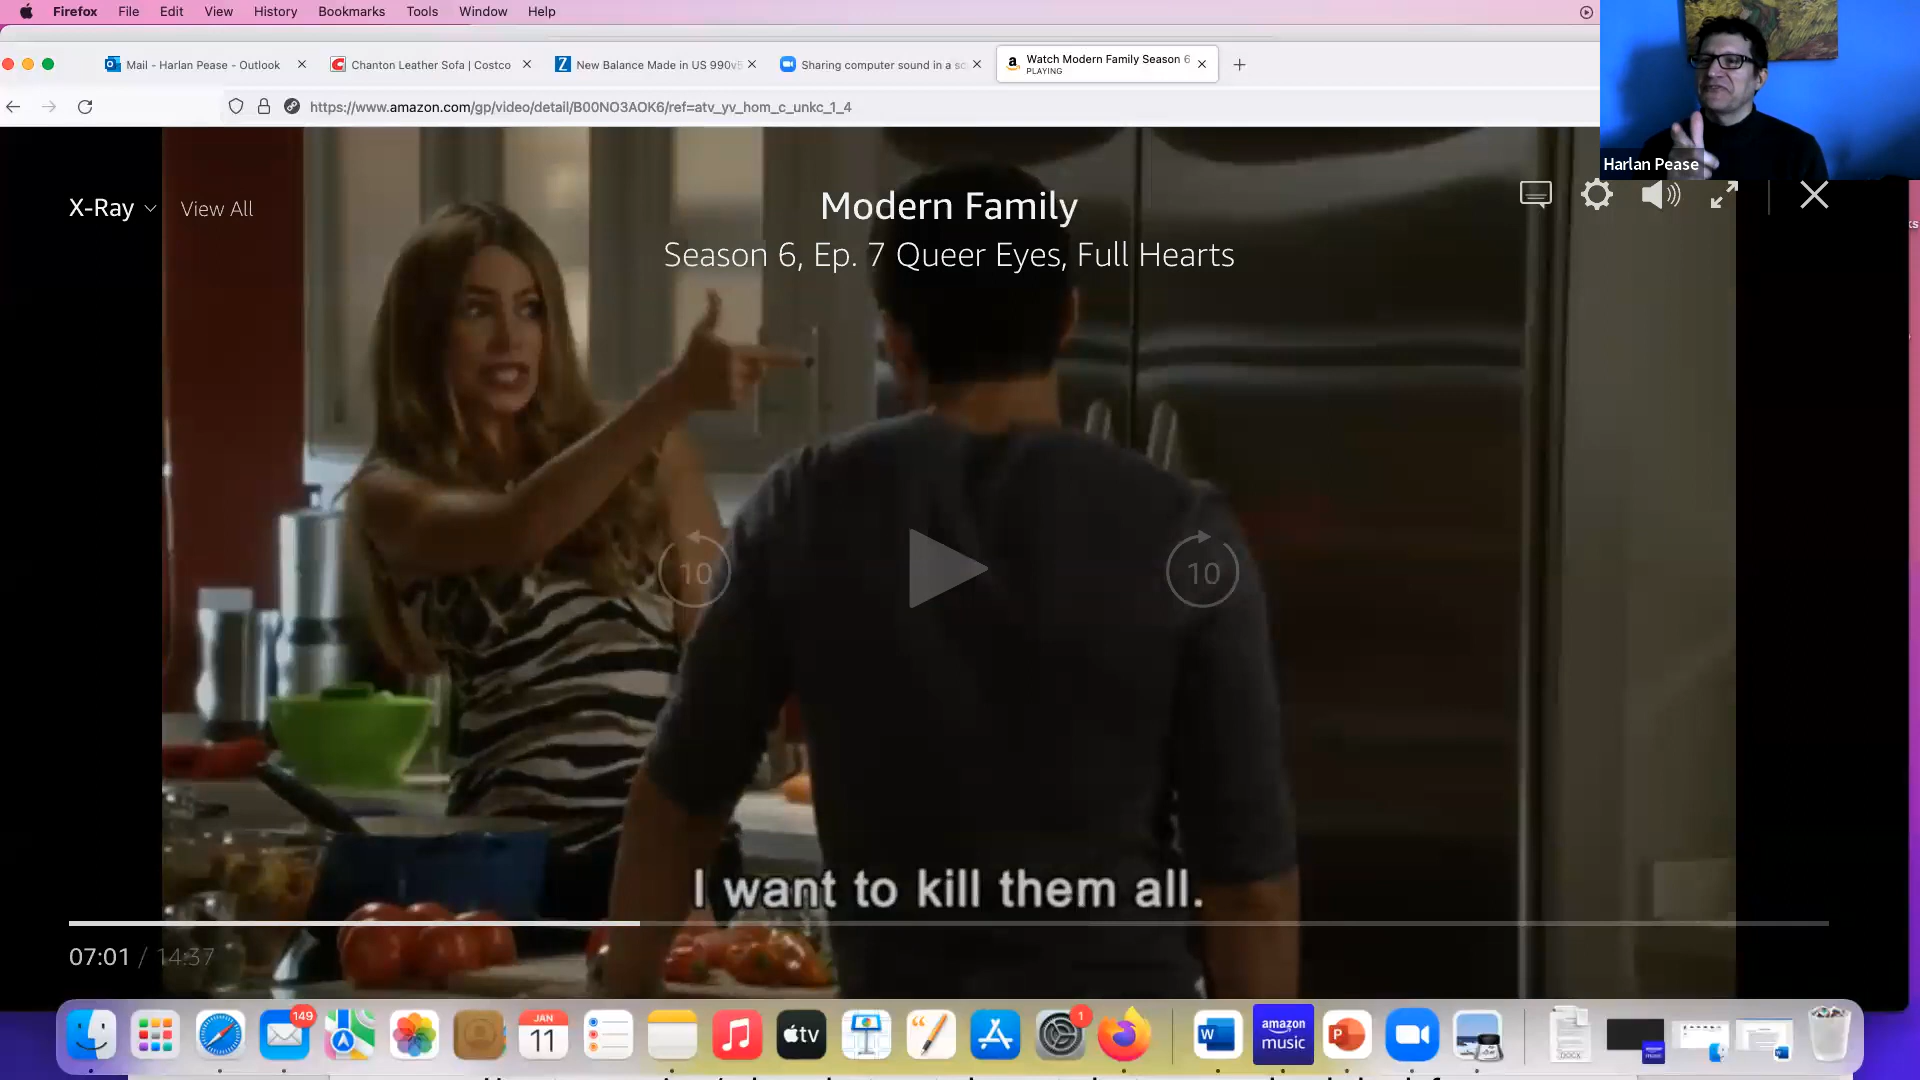 Firefox File Edit View History Bookmarks Tools Window Help
Mail - Harlan Pease - Outlook
Chanton Leather Sofa | Costco
New Balance Made in US 990v5
Sharing computer sound in a sc
Watch Modern Family Season 6
PLAYING
https://www.amazon.com/gp/video/detail/B00NO3AOK6/ref=atv_yv_hom_c_unkc_1_4
Harlan Pease
X-Ray View All
Modern Family
Season 6, Ep. 7 Queer Eyes, Full Hearts
10 10
I want to kill them all.
07:01 / 14:37
149
JAN
11
tv
1
W
amazon
music
P
DOCX